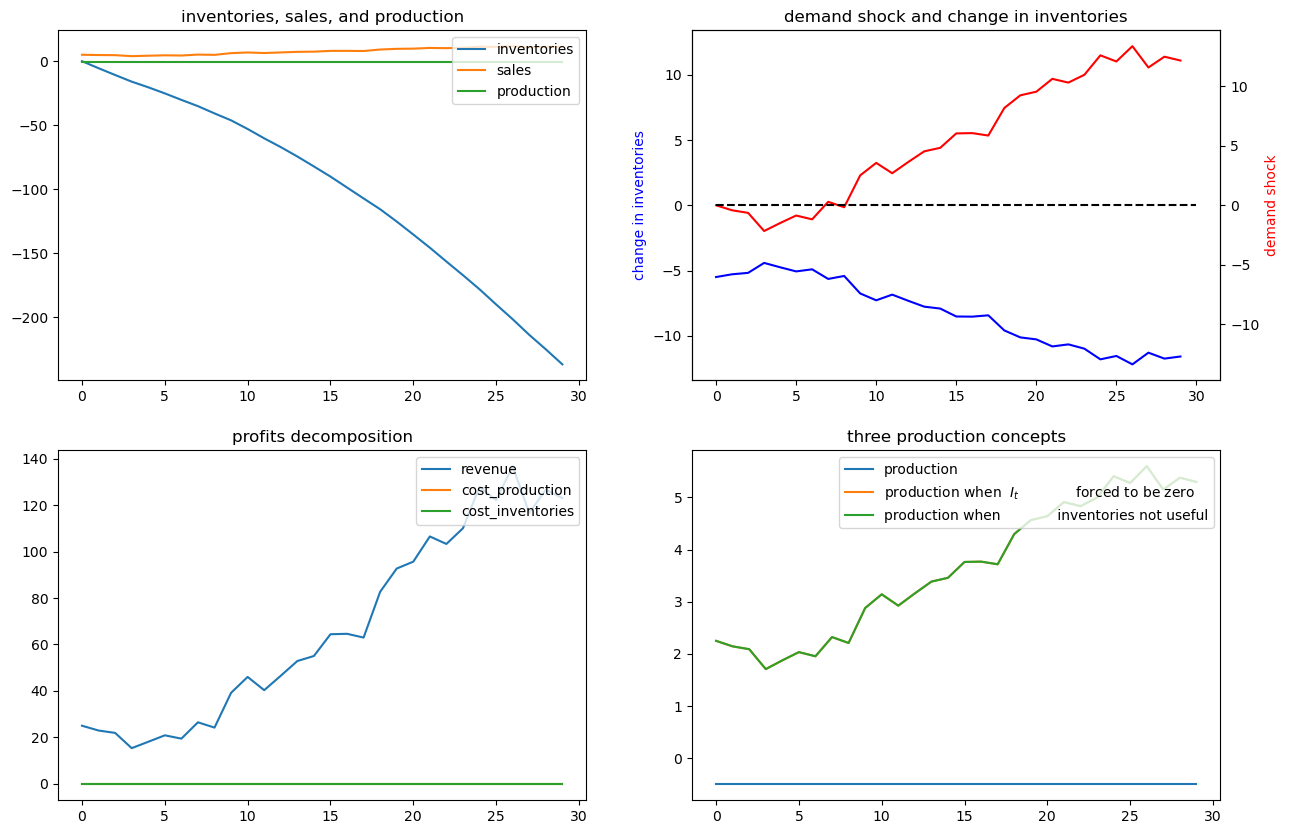 inventories, sales, and production
0
−50
−100
−150
−200
0 5 10 15 20 25 30
inventories
sales
production
demand shock and change in inventories
change in inventories
10
5
0
−5
−10
0 5 10 15 20 25 30
10
5
0
−5
−10
demand shock
profits decomposition
140
120
100
80
60
40
20
0
0 5 10 15 20 25 30
revenue
cost_production
cost_inventories
three production concepts
5
4
3
2
1
0
0 5 10 15 20 25 30
production
production when I_t forced to be zero
production when inventories not useful